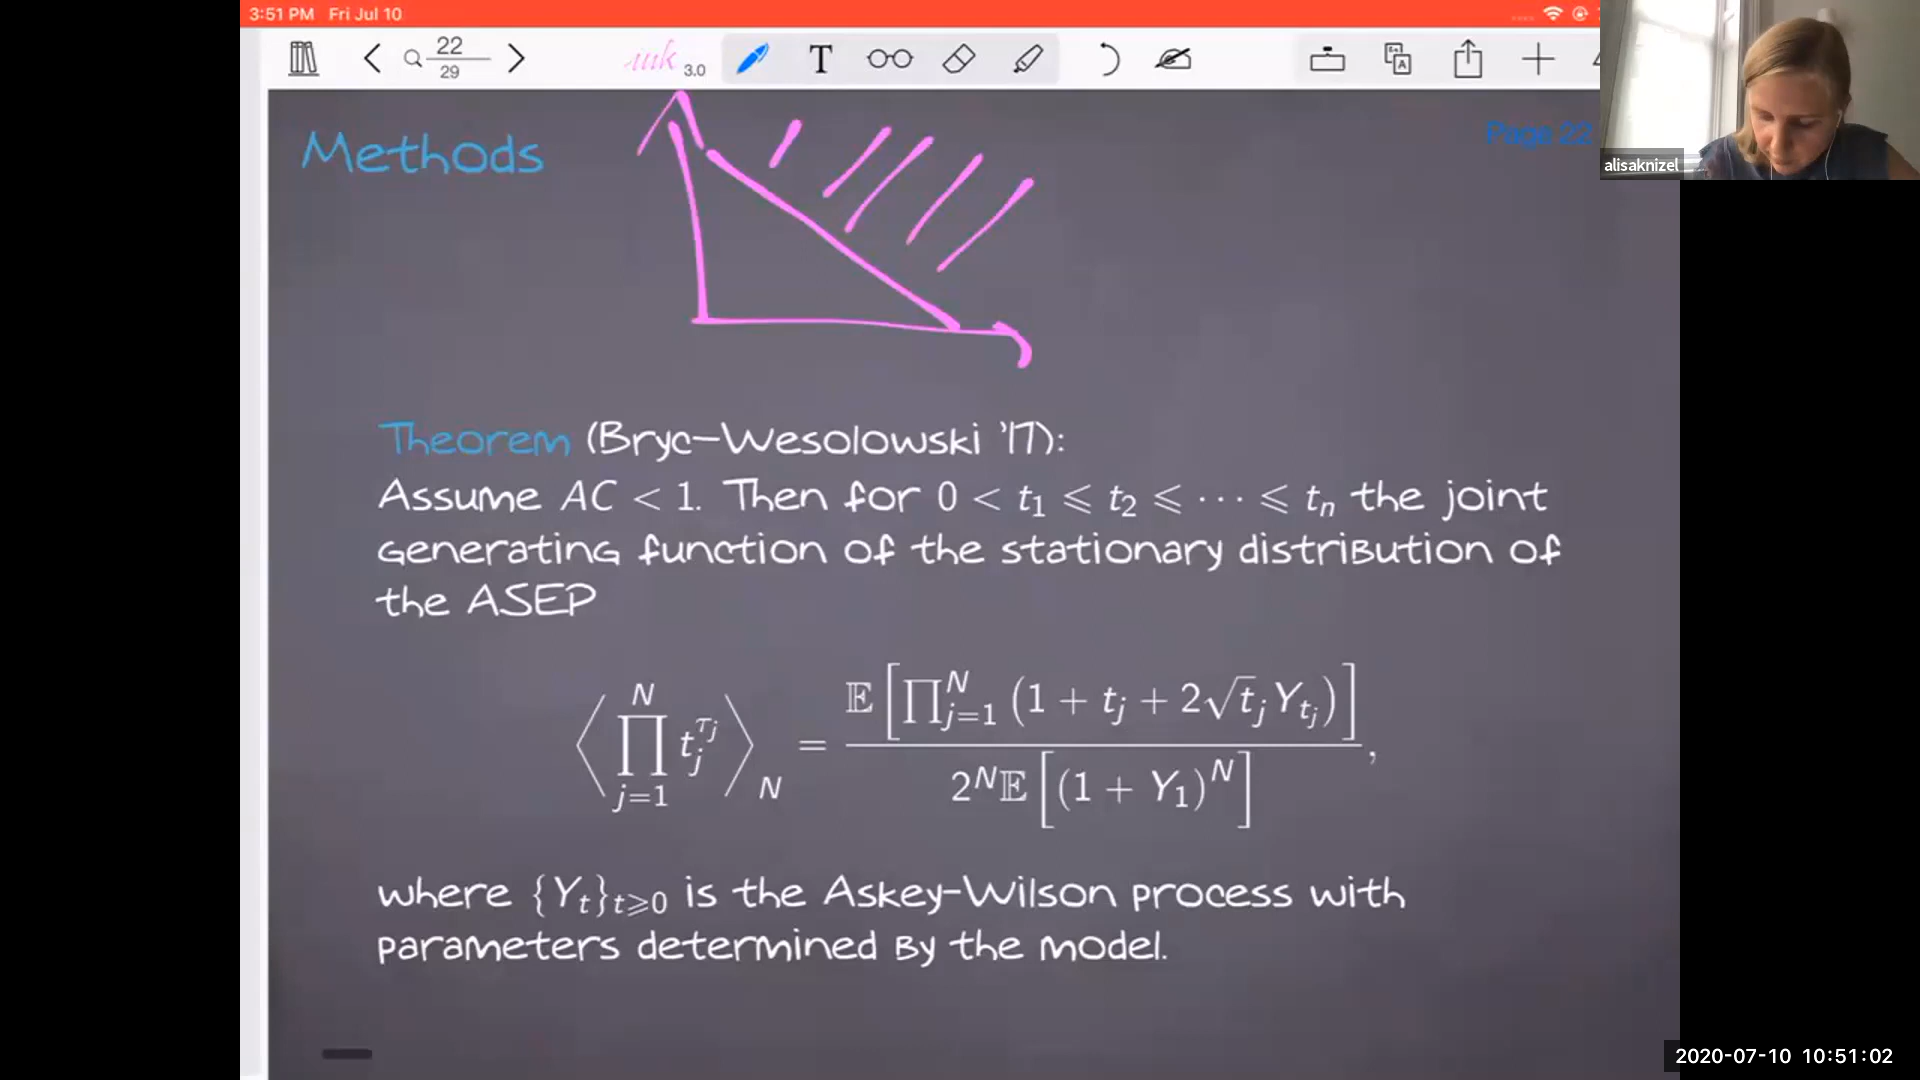 3:51 PM Fri Jul 10
22
29
ink 3.0
T
Methods
Page 22
alisaknizel
Theorem (Bryc-Wesolowski '17):
Assume AC < 1. Then for 0 < t₁ ⩽ t₂ ⩽ ··· ⩽ tₙ the joint
generating function of the stationary distribution of
the ASEP
⟨∏_{j=1}^{N} t_j^{τ_j}⟩_N = 𝔼[∏_{j=1}^{N} (1 + t_j + 2√t_j Y_{t_j})] / 2^N 𝔼[(1 + Y₁)^N],
where {Y_t}_{t⩾0} is the Askey-Wilson process with
parameters determined by the model.
2020-07-10 10:51:02